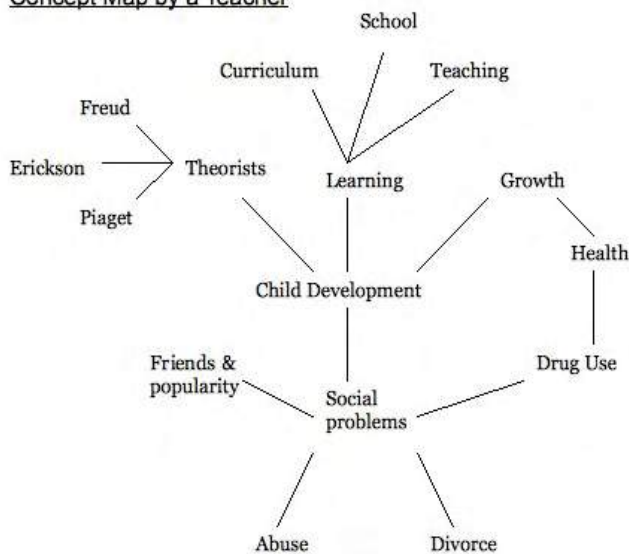 Concept Map by a Teacher
School
Curriculum
Teaching
Freud
Erickson
Theorists
Learning
Growth
Piaget
Health
Child Development
Friends &
popularity
Drug Use
Social
problems
Abuse
Divorce